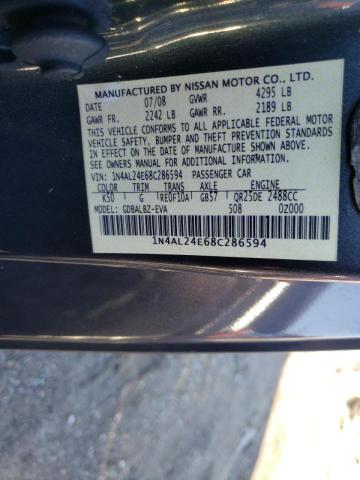 MANUFACTURED BY NISSAN MOTOR CO., LTD.
DATE 07/08 GVWR 4295 LB
GAWR FR. 2242 LB GAWR RR. 2189 LB
THIS VEHICLE CONFORMS TO ALL APPLICABLE FEDERAL MOTOR
VEHICLE SAFETY, BUMPER AND THEFT PREVENTION STANDARDS
IN EFFECT ON THE DATE OF MANUFACTURE SHOWN ABOVE.
SEE OWNERS MANUAL FOR ADDITIONAL INFORMATION.
VIN: 1N4AL24E68C286594 PASSENGER CAR
COLOR TRIM TRANS AXLE ENGINE
K50 G RE0F10A GB57 QR25DE 2488CC
MODEL: GDBALBZ-EVA 508 0Z000
1N4AL24E68C286594